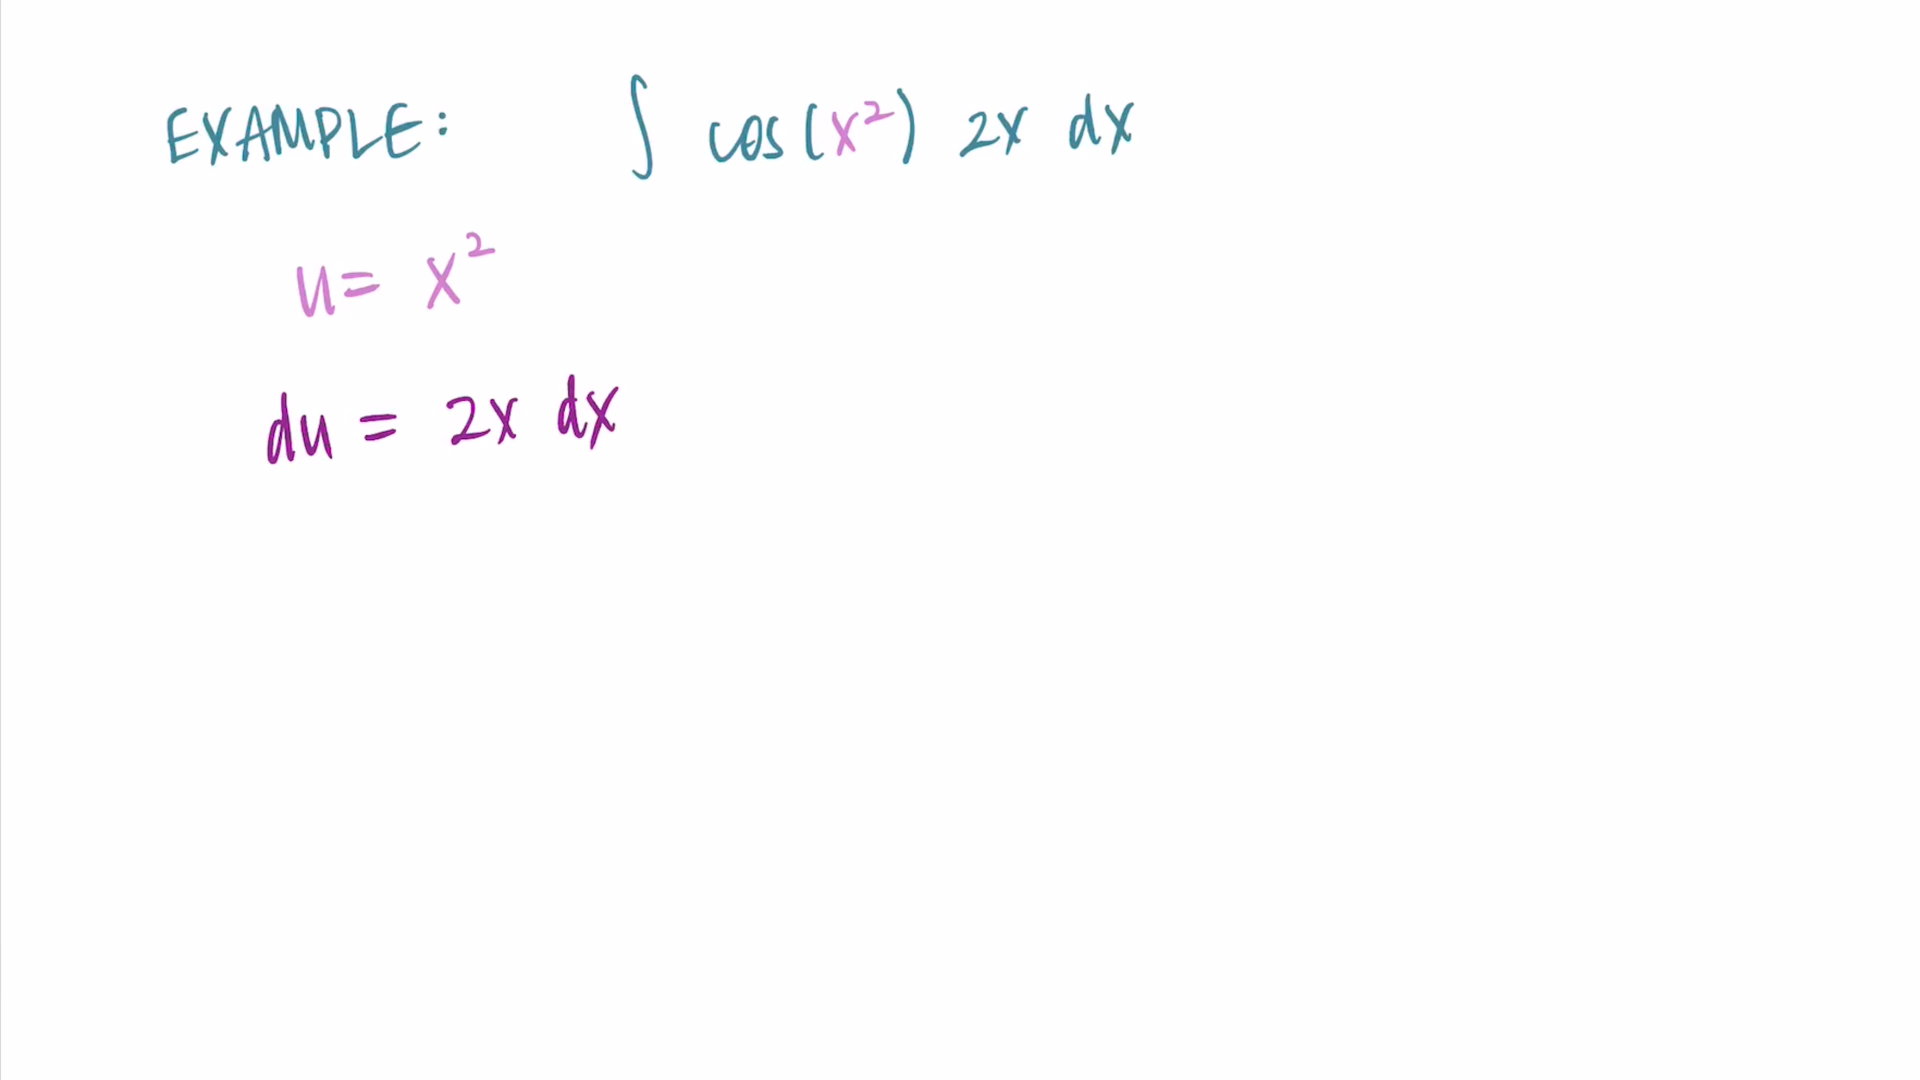 EXAMPLE: ∫ cos(x²) 2x dx
u = x²
du = 2x dx